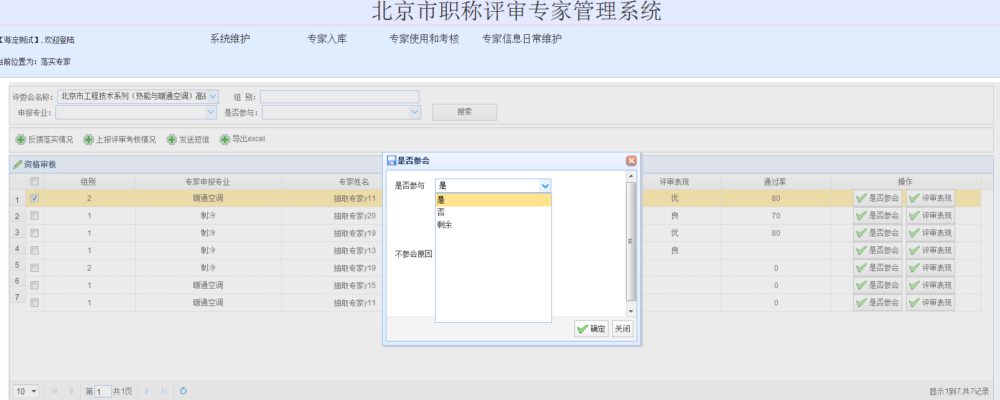 北京市职称评审专家管理系统
【海淀测试】, 欢迎登陆 系统维护 专家入库 专家使用和考核 专家信息日常维护
当前位置为: 落实专家
评委会名称: 北京市工程技术系列（热能与暖通空调）高级 组 别:
申报专业: 是否参与: 搜索
反馈落实情况 上报评审考核情况 发送短信 导出excel
资格审核
组别 专家申报专业 专家姓名 评审表现 通过率 操作
1 2 暖通空调 抽取专家y11 优 80 是否参会 评审表现
2 1 制冷 抽取专家y20 良 70 是否参会 评审表现
3 1 制冷 抽取专家y19 优 80 是否参会 评审表现
4 1 制冷 抽取专家y13 良 是否参会 评审表现
5 2 制冷 抽取专家y19 0 是否参会 评审表现
6 1 暖通空调 抽取专家y15 0 是否参会 评审表现
7 1 暖通空调 抽取专家y11 0 是否参会 评审表现
是否参会
是否参与 是
是
否
剩余
不参会原因
确定 关闭
10 第 1 共1页 显示1到7,共7记录